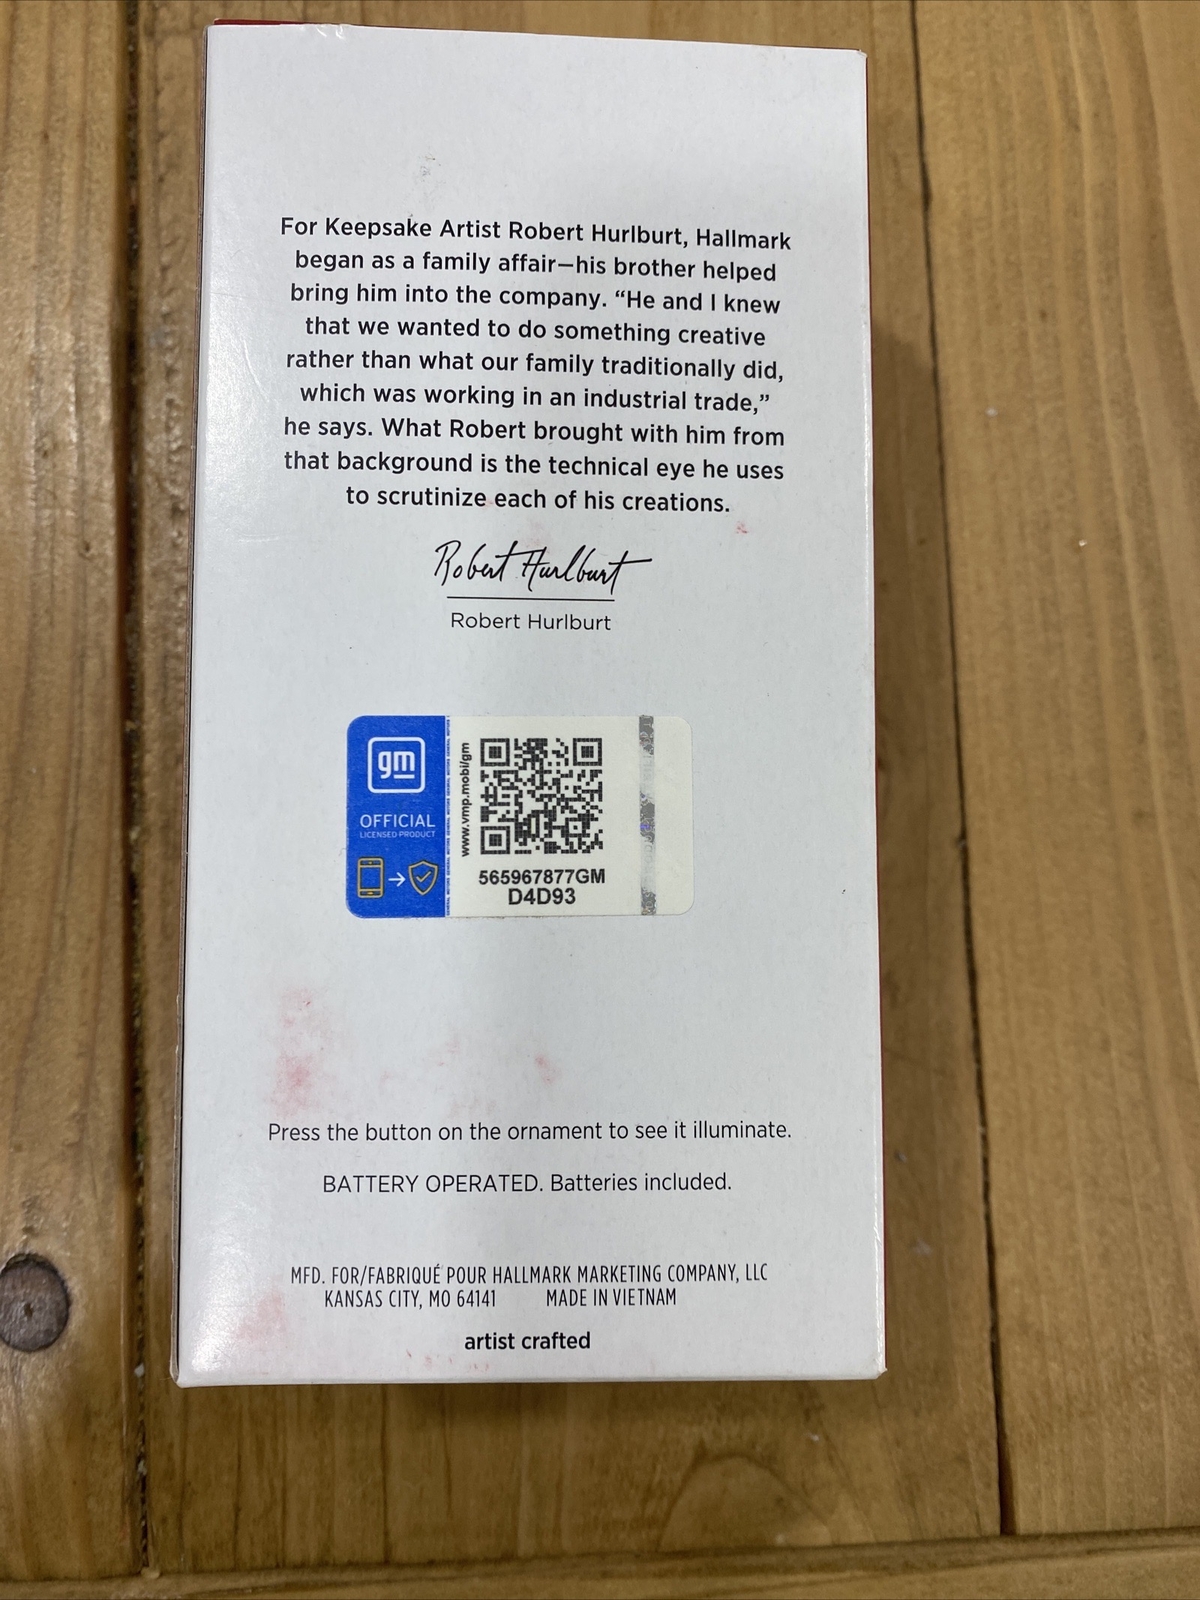 For Keepsake Artist Robert Hurlburt, Hallmark
began as a family affair—his brother helped
bring him into the company. “He and I knew
that we wanted to do something creative
rather than what our family traditionally did,
which was working in an industrial trade,”
he says. What Robert brought with him from
that background is the technical eye he uses
to scrutinize each of his creations.
Robert Hurlburt
Robert Hurlburt
gm
OFFICIAL
LICENSED PRODUCT
www.vmp.mobi/gm
565967877GM
D4D93
Press the button on the ornament to see it illuminate.
BATTERY OPERATED. Batteries included.
MFD. FOR/FABRIQUÉ POUR HALLMARK MARKETING COMPANY, LLC
KANSAS CITY, MO 64141 MADE IN VIETNAM
artist crafted